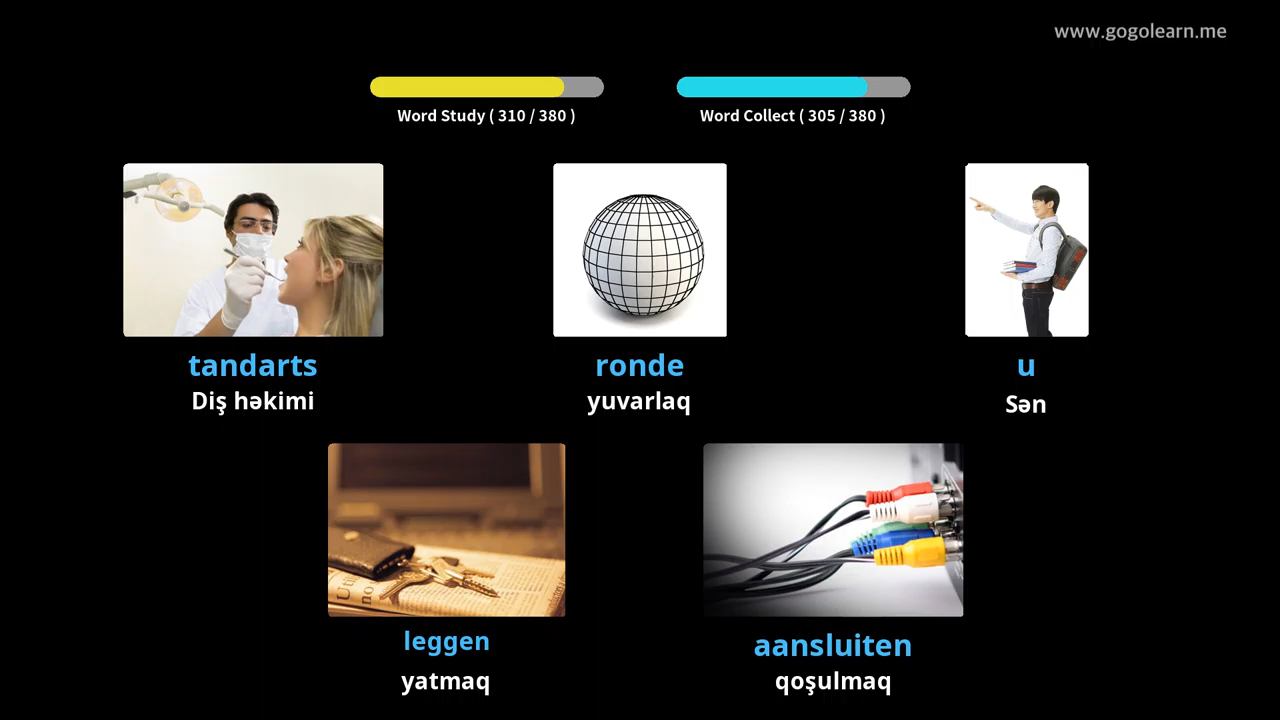 www.gogolearn.me
Word Study ( 310 / 380 )
Word Collect ( 305 / 380 )
tandarts
Diş həkimi
ronde
yuvarlaq
u
Sən
leggen
yatmaq
aansluiten
qoşulmaq